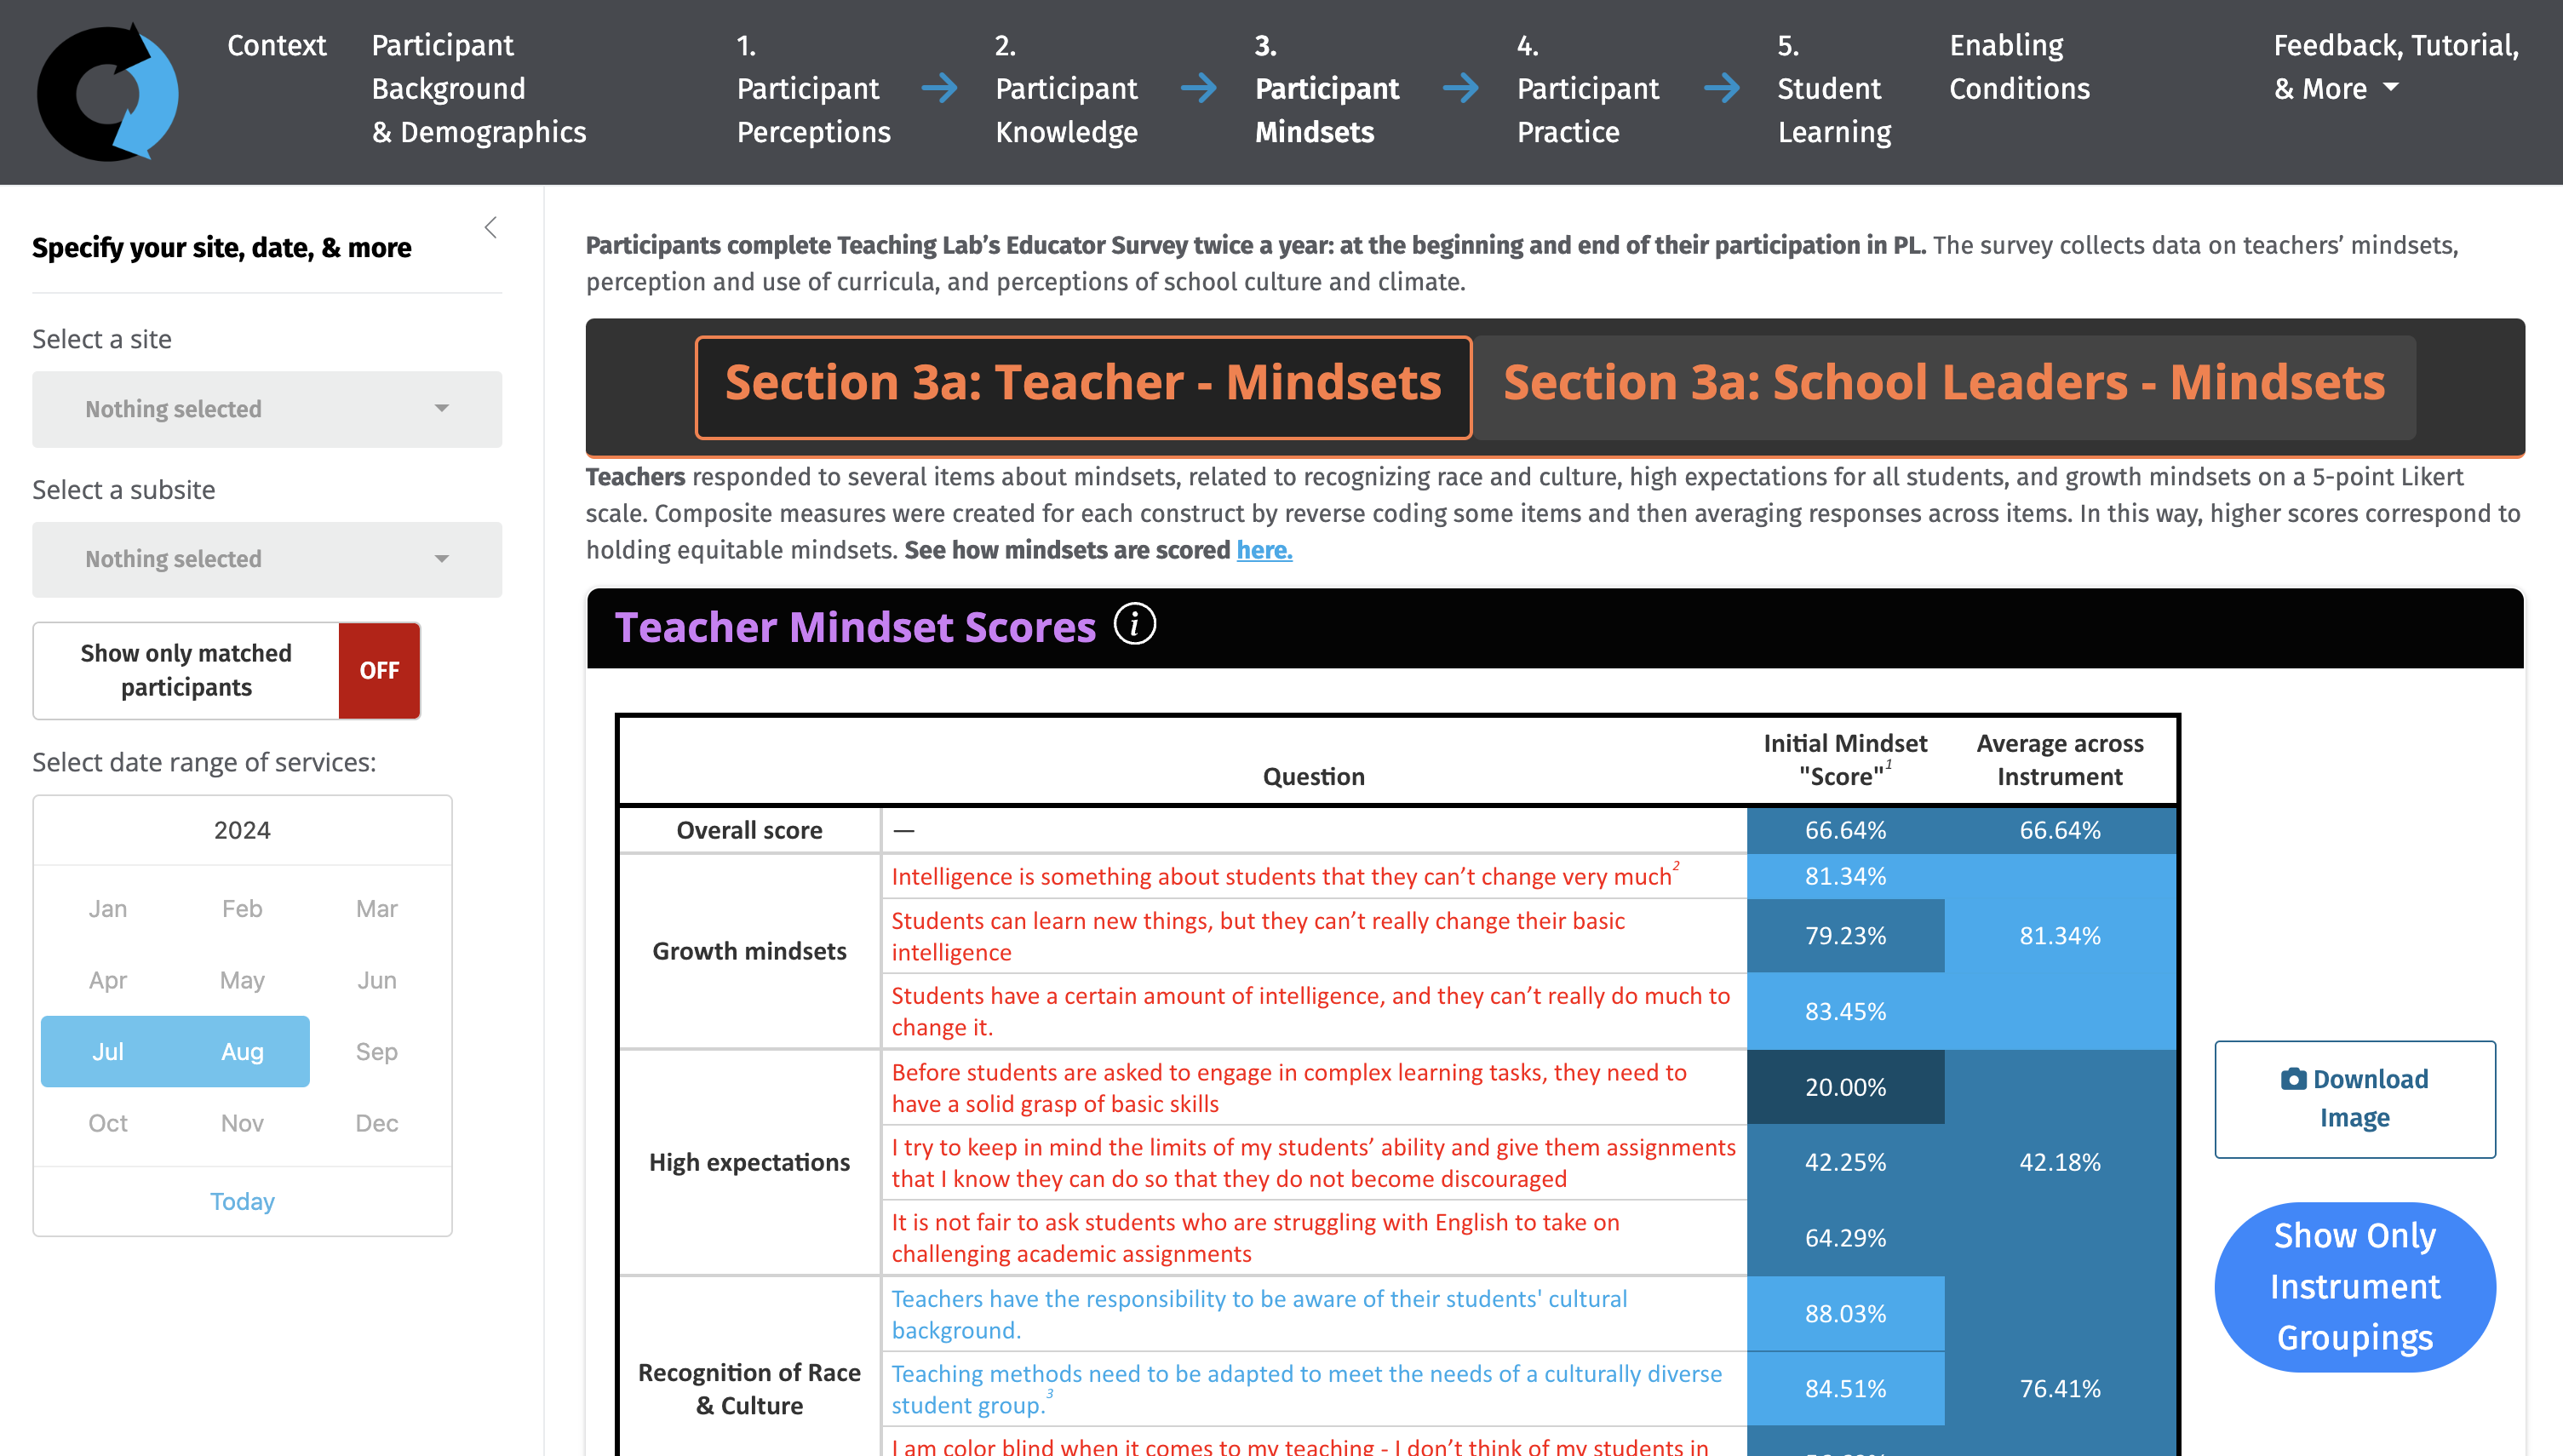 Context
Participant
Background
& Demographics
1.
Participant
Perceptions
2.
Participant
Knowledge
3.
Participant
Mindsets
4.
Participant
Practice
5.
Student
Learning
Enabling
Conditions
Feedback, Tutorial,
& More
Specify your site, date, & more
Select a site
Nothing selected
Select a subsite
Nothing selected
Show only matched
participants
OFF
Select date range of services:
2024
Jan Feb Mar
Apr May Jun
Jul Aug Sep
Oct Nov Dec
Today
Participants complete Teaching Lab’s Educator Survey twice a year: at the beginning and end of their participation in PL. The survey collects data on teachers’ mindsets,
perception and use of curricula, and perceptions of school culture and climate.
Section 3a: Teacher - Mindsets
Section 3a: School Leaders - Mindsets
Teachers responded to several items about mindsets, related to recognizing race and culture, high expectations for all students, and growth mindsets on a 5-point Likert
scale. Composite measures were created for each construct by reverse coding some items and then averaging responses across items. In this way, higher scores correspond to
holding equitable mindsets. See how mindsets are scored here.
Teacher Mindset Scores i
Question
Initial Mindset
"Score"1
Average across
Instrument
Overall score — 66.64% 66.64%
Growth mindsets
Intelligence is something about students that they can’t change very much2
81.34%
Students can learn new things, but they can’t really change their basic
intelligence
79.23%
81.34%
Students have a certain amount of intelligence, and they can’t really do much to
change it.
83.45%
High expectations
Before students are asked to engage in complex learning tasks, they need to
have a solid grasp of basic skills
20.00%
I try to keep in mind the limits of my students’ ability and give them assignments
that I know they can do so that they do not become discouraged
42.25%
42.18%
It is not fair to ask students who are struggling with English to take on
challenging academic assignments
64.29%
Recognition of Race
& Culture
Teachers have the responsibility to be aware of their students' cultural
background.
88.03%
Teaching methods need to be adapted to meet the needs of a culturally diverse
student group.3
84.51%
76.41%
I am color blind when it comes to my teaching - I don’t think of my students in
Download
Image
Show Only
Instrument
Groupings